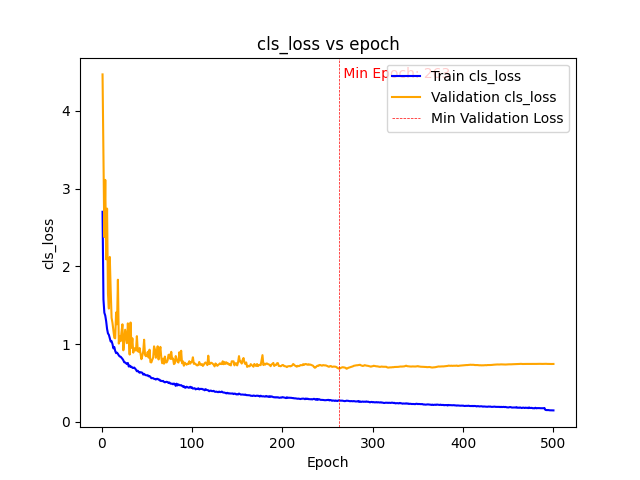 cls_loss vs epoch
Min Epoch:
Train cls_loss
Validation cls_loss
Min Validation Loss
cls_loss
4
3
2
1
0
0 100 200 300 400 500
Epoch